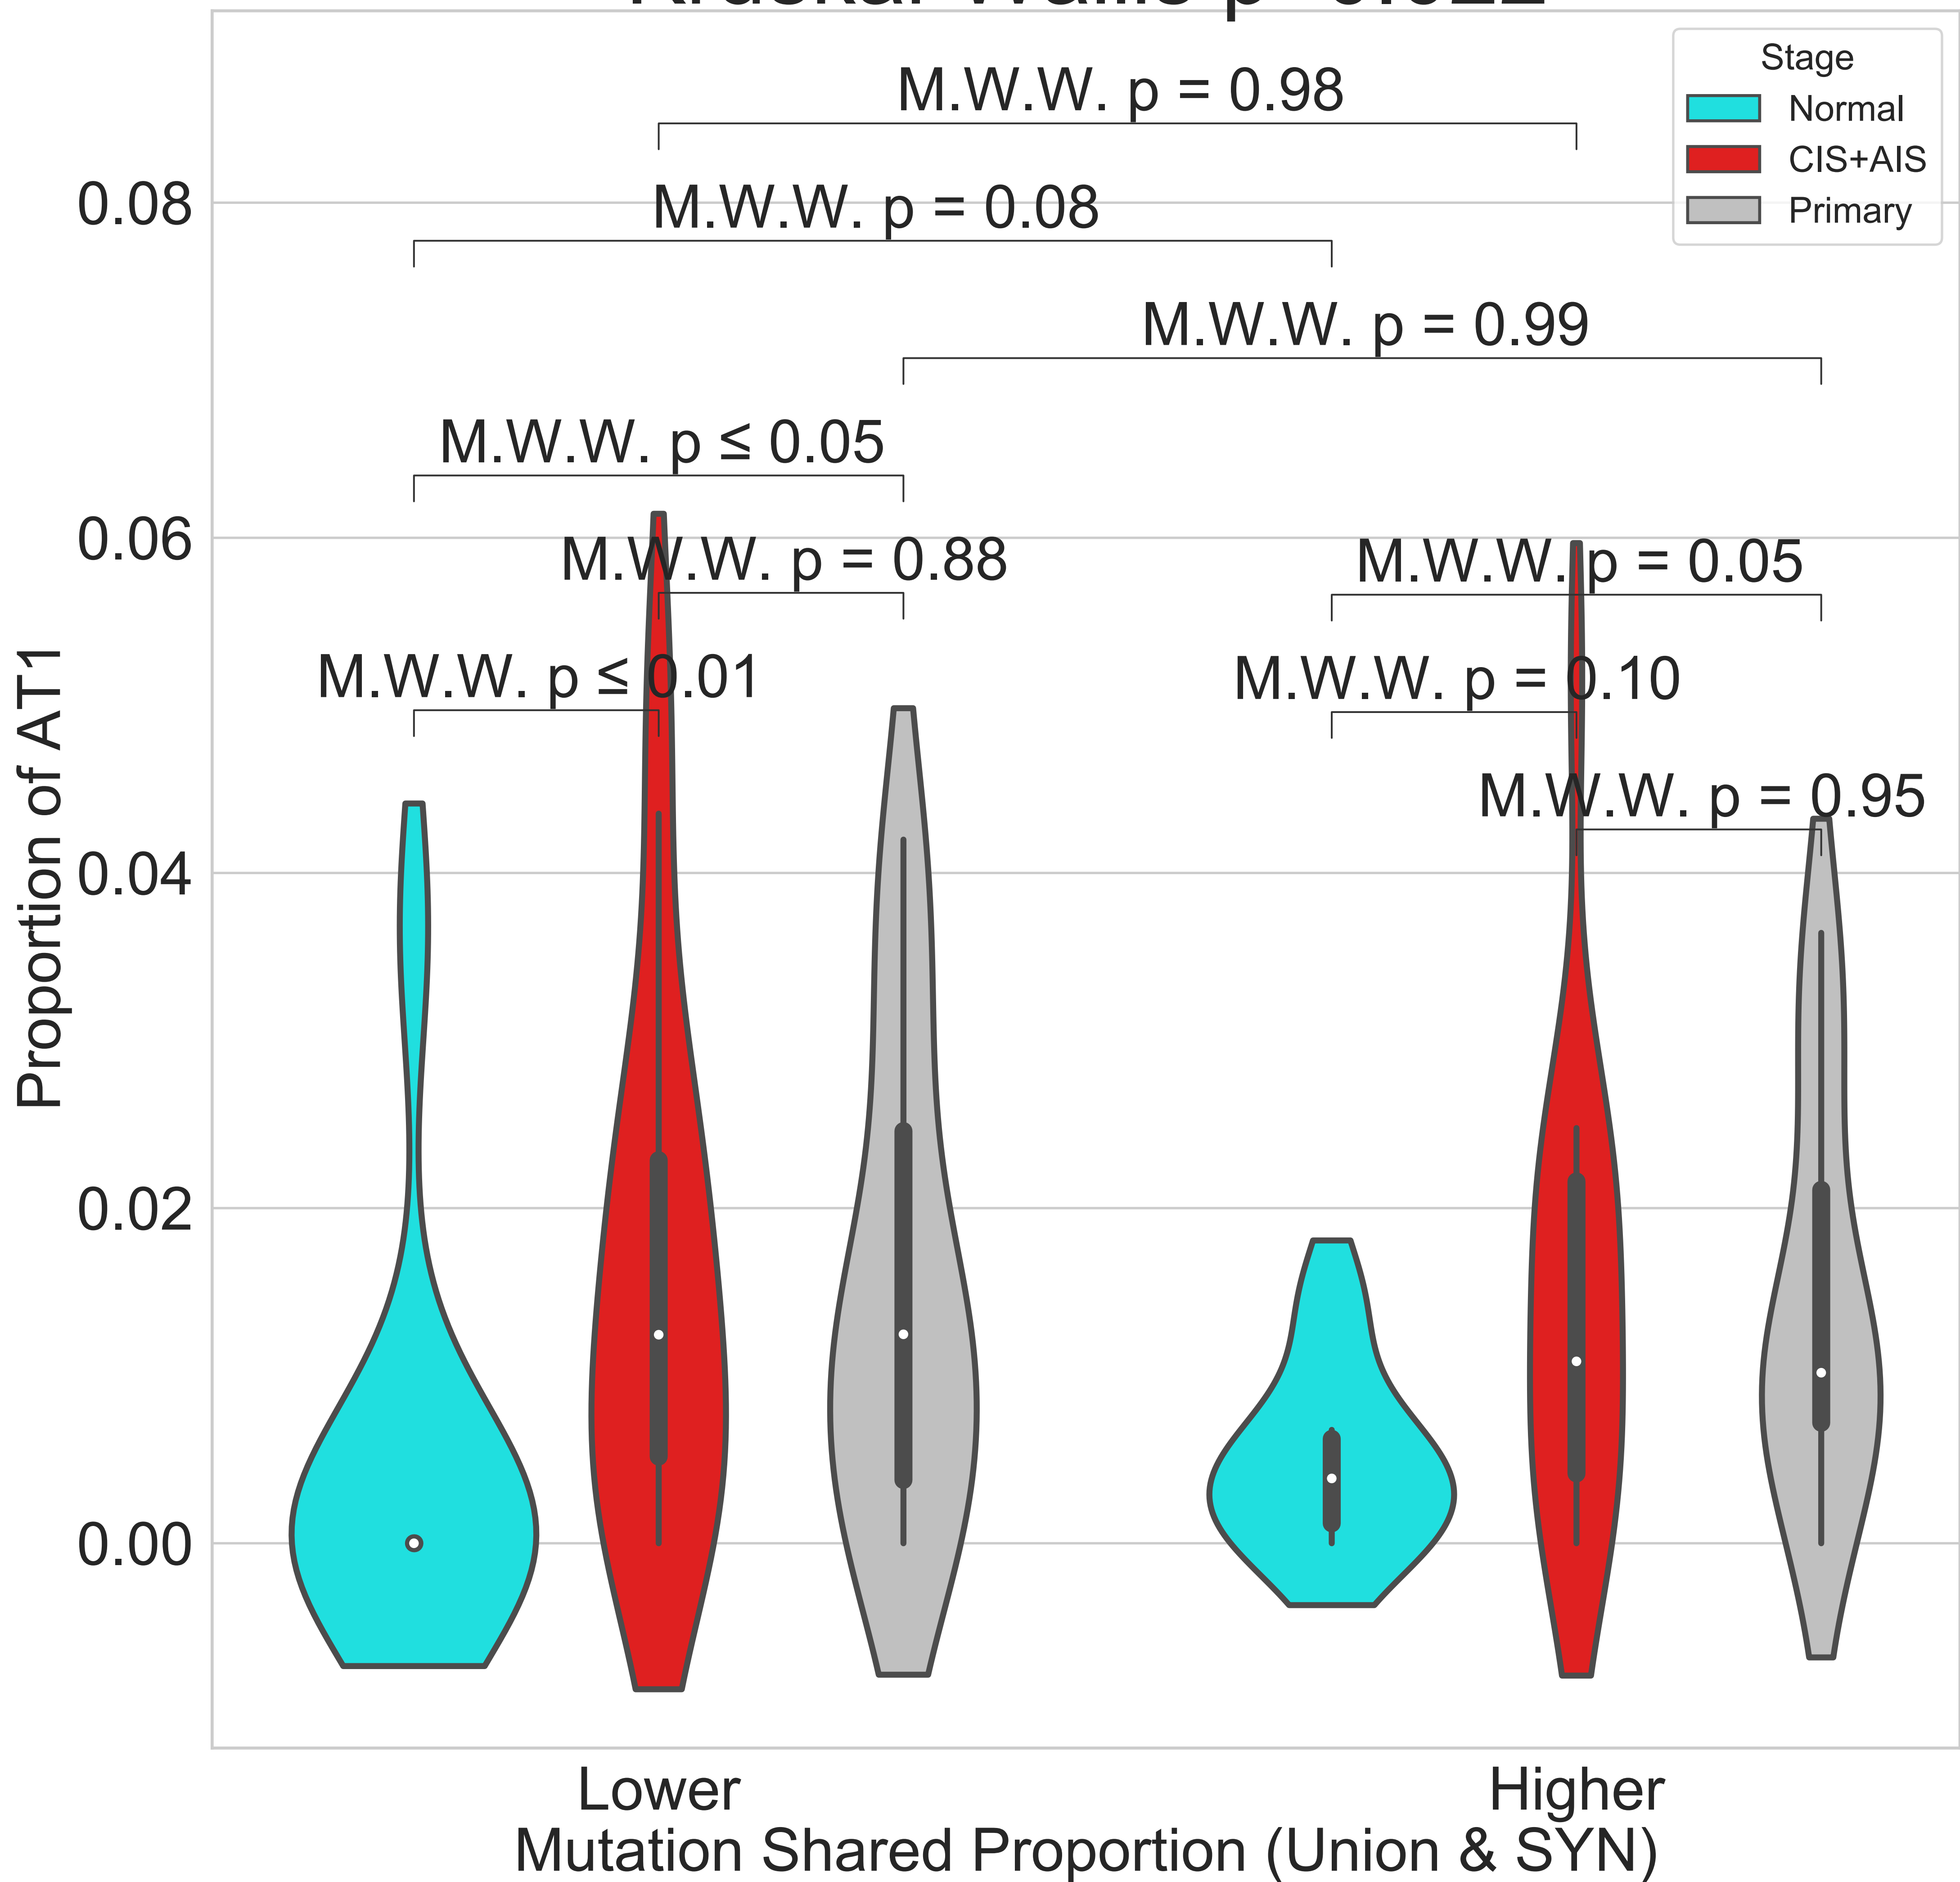 M.W.W. p = 0.98
Stage
Normal
CIS+AIS
Primary
M.W.W. p = 0.08
M.W.W. p = 0.99
M.W.W. p ≤ 0.05
M.W.W. p = 0.88
M.W.W. p = 0.05
M.W.W. p ≤ 0.01
M.W.W. p = 0.10
M.W.W. p = 0.95
0.08
0.06
0.04
0.02
0.00
Proportion of AT1
Lower
Higher
Mutation Shared Proportion (Union & SYN)